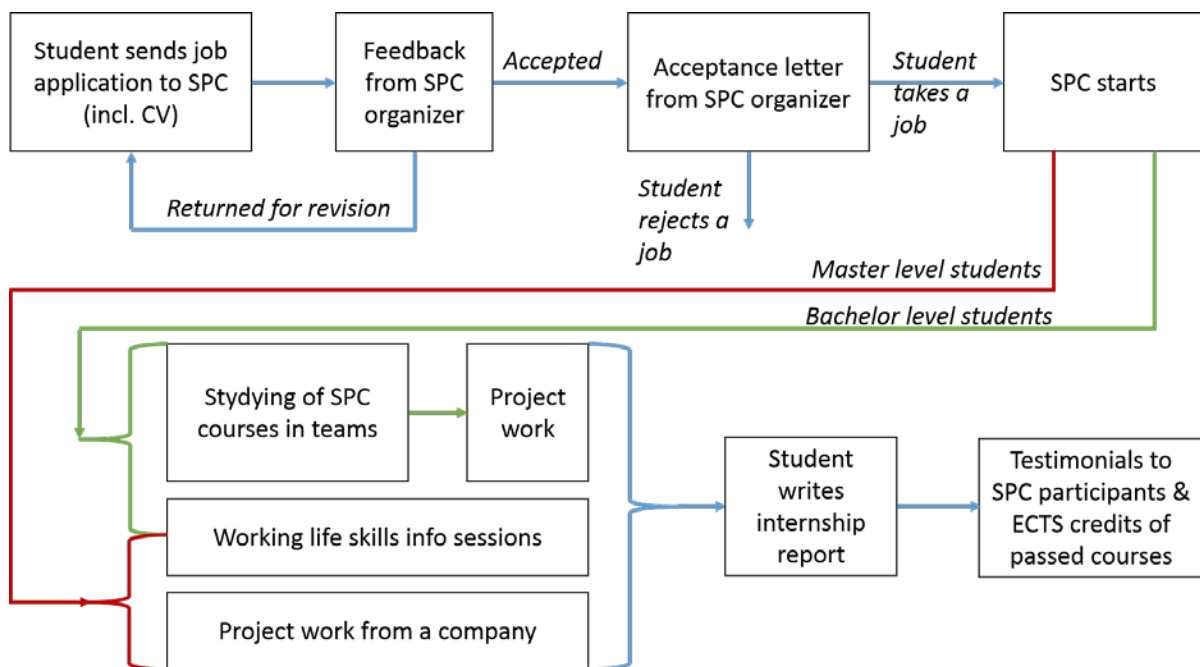 Student sends job
application to SPC
(incl. CV)
Feedback
from SPC
organizer
Accepted
Acceptance letter
from SPC organizer
Student
takes a
job
SPC starts
Returned for revision
Student
rejects a
job
Master level students
Bachelor level students
Stydying of SPC
courses in teams
Project
work
Working life skills info sessions
Project work from a company
Student
writes
internship
report
Testimonials to
SPC participants &
ECTS credits of
passed courses